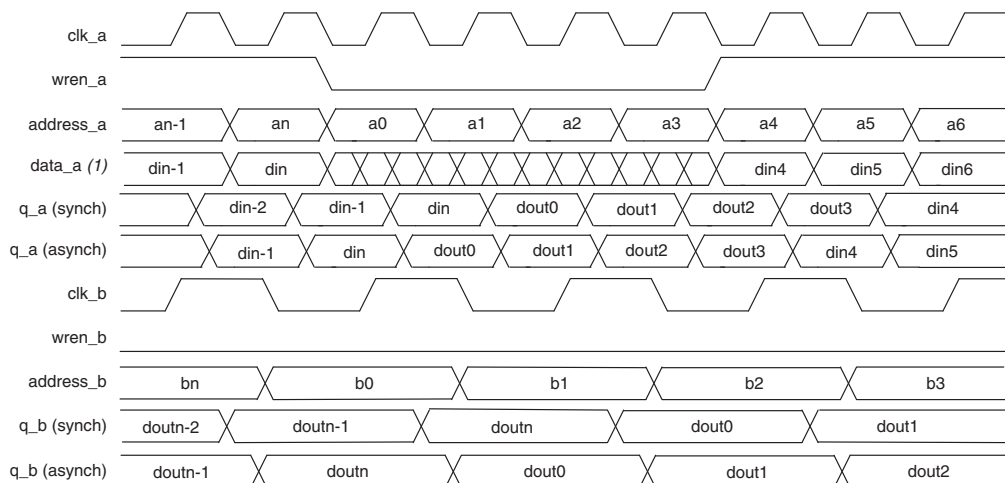 clk_a
wren_a
address_a an-1 an a0 a1 a2 a3 a4 a5 a6
data_a (1) din-1 din din4 din5 din6
q_a (synch) din-2 din-1 din dout0 dout1 dout2 dout3 din4
q_a (asynch) din-1 din dout0 dout1 dout2 dout3 din4 din5
clk_b
wren_b
address_b bn b0 b1 b2 b3
q_b (synch) doutn-2 doutn-1 doutn dout0 dout1
q_b (asynch) doutn-1 doutn dout0 dout1 dout2